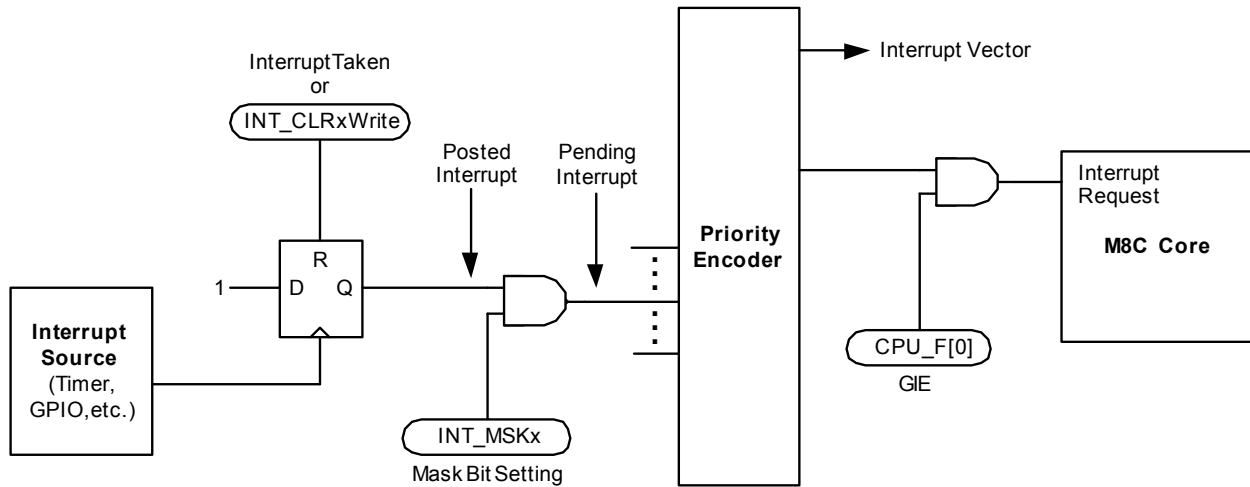 InterruptTaken
or
INT_CLRxWrite
Posted
Interrupt
Pending
Interrupt
Interrupt Vector
Priority
Encoder
Interrupt
Request
M8C Core
R
1
D
Q
Interrupt
Source
(Timer,
GPIO,etc.)
INT_MSKx
Mask Bit Setting
CPU_F[0]
GIE